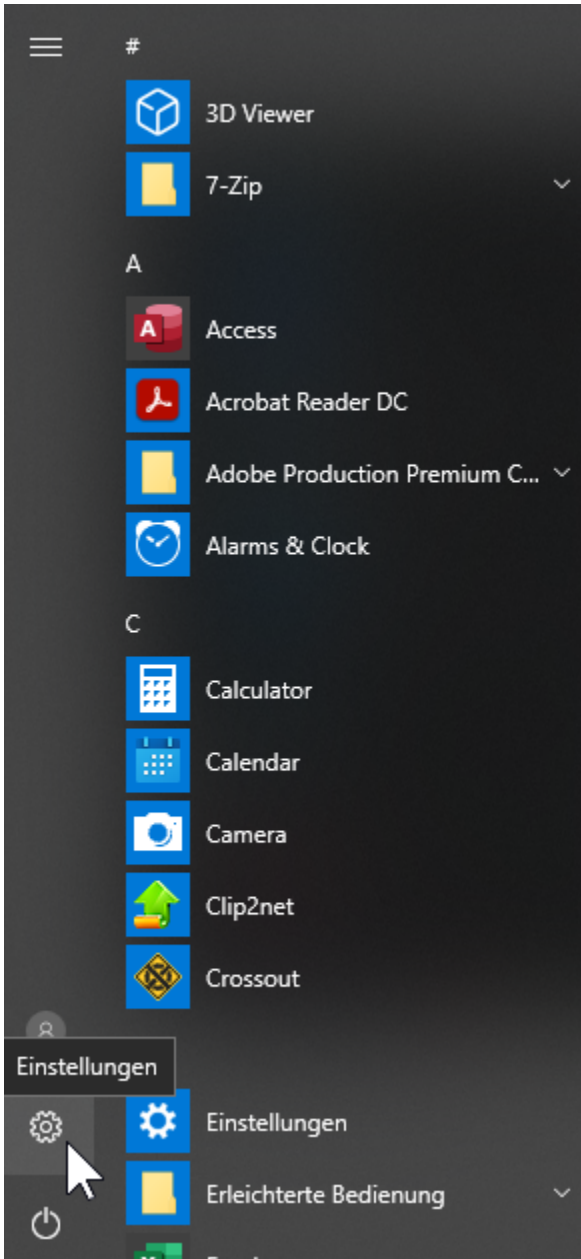 #
3D Viewer
7-Zip
A
Access
Acrobat Reader DC
Adobe Production Premium C...
Alarms & Clock
C
Calculator
Calendar
Camera
Clip2net
Crossout
Einstellungen
Einstellungen
Erleichterte Bedienung